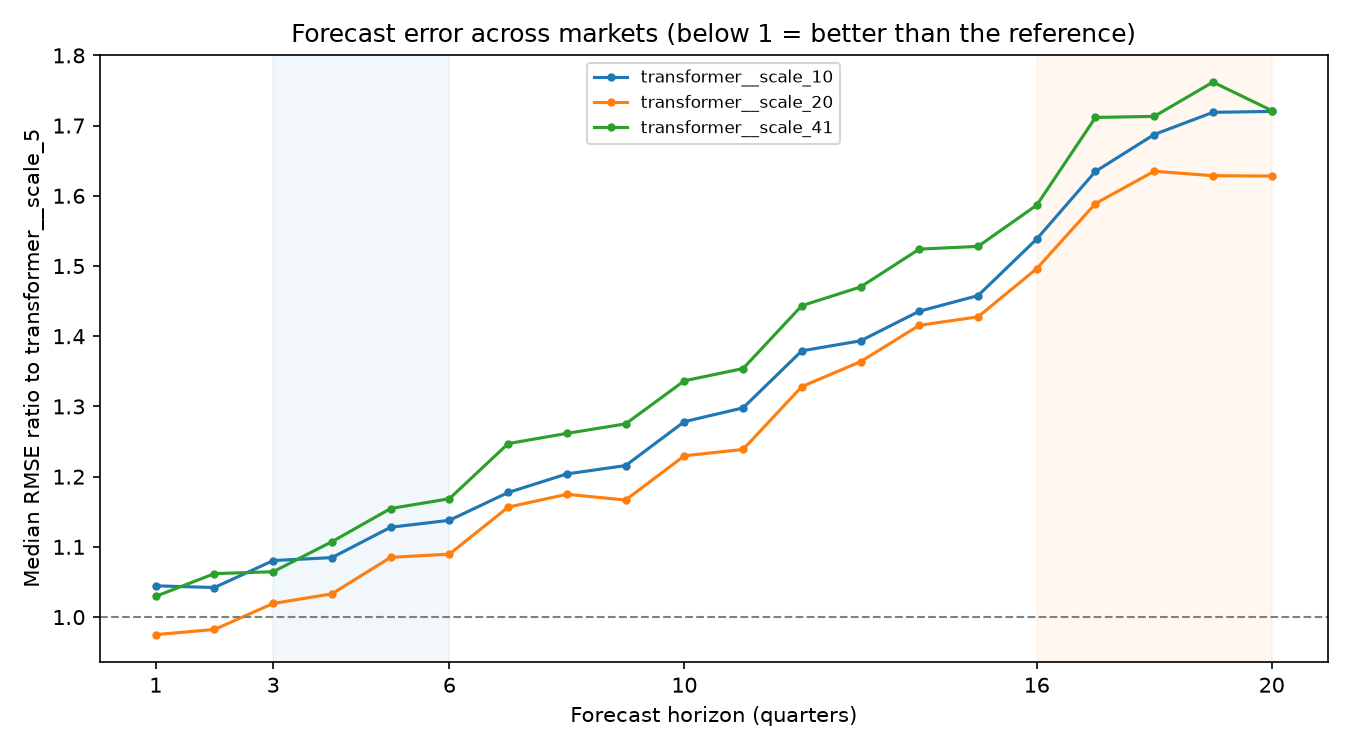 Forecast error across markets (below 1 = better than the reference)
transformer__scale_10
transformer__scale_20
transformer__scale_41
Median RMSE ratio to transformer__scale_5
1.8
1.7
1.6
1.5
1.4
1.3
1.2
1.1
1.0
1 3 6 10 16 20
Forecast horizon (quarters)